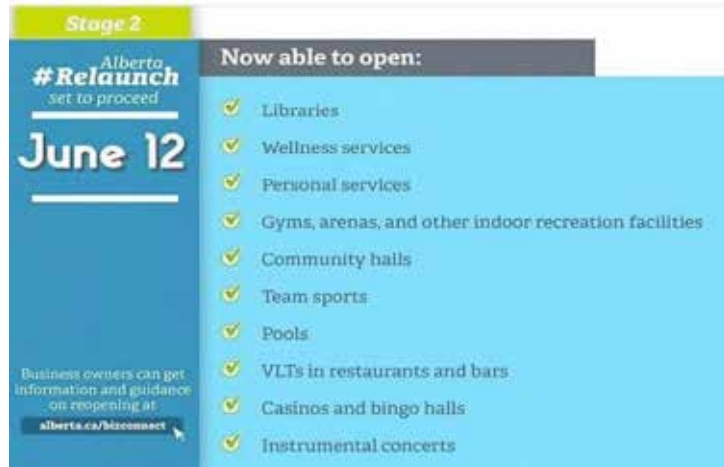 Stage 2
Alberta
#Relaunch
set to proceed
June 12
Business owners can get
information and guidance
on reopening at
alberta.ca/bizconnect
Now able to open:
Libraries
Wellness services
Personal services
Gyms, arenas, and other indoor recreation facilities
Community halls
Team sports
Pools
VLTs in restaurants and bars
Casinos and bingo halls
Instrumental concerts